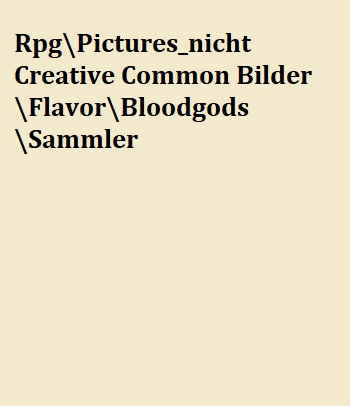 Rpg\Pictures_nicht
Creative Common Bilder
\Flavor\Bloodgods
\Sammler